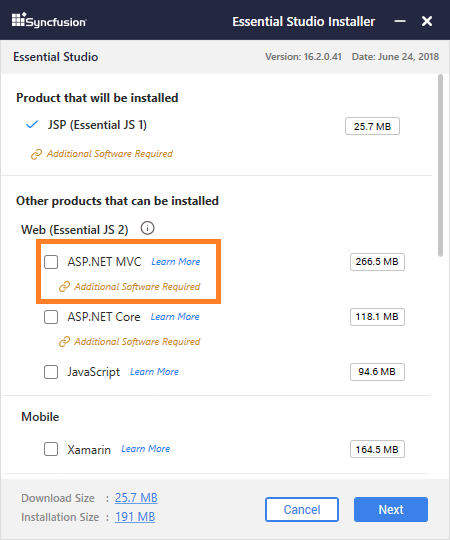 Syncfusion Essential Studio Installer
Essential Studio Version: 16.2.0.41 Date: June 24, 2018
Product that will be installed
JSP (Essential JS 1) 25.7 MB
Additional Software Required
Other products that can be installed
Web (Essential JS 2)
ASP.NET MVC Learn More 266.5 MB
Additional Software Required
ASP.NET Core Learn More 118.1 MB
Additional Software Required
JavaScript Learn More 94.6 MB
Mobile
Xamarin Learn More 164.5 MB
Download Size : 25.7 MB
Installation Size : 191 MB
Cancel Next